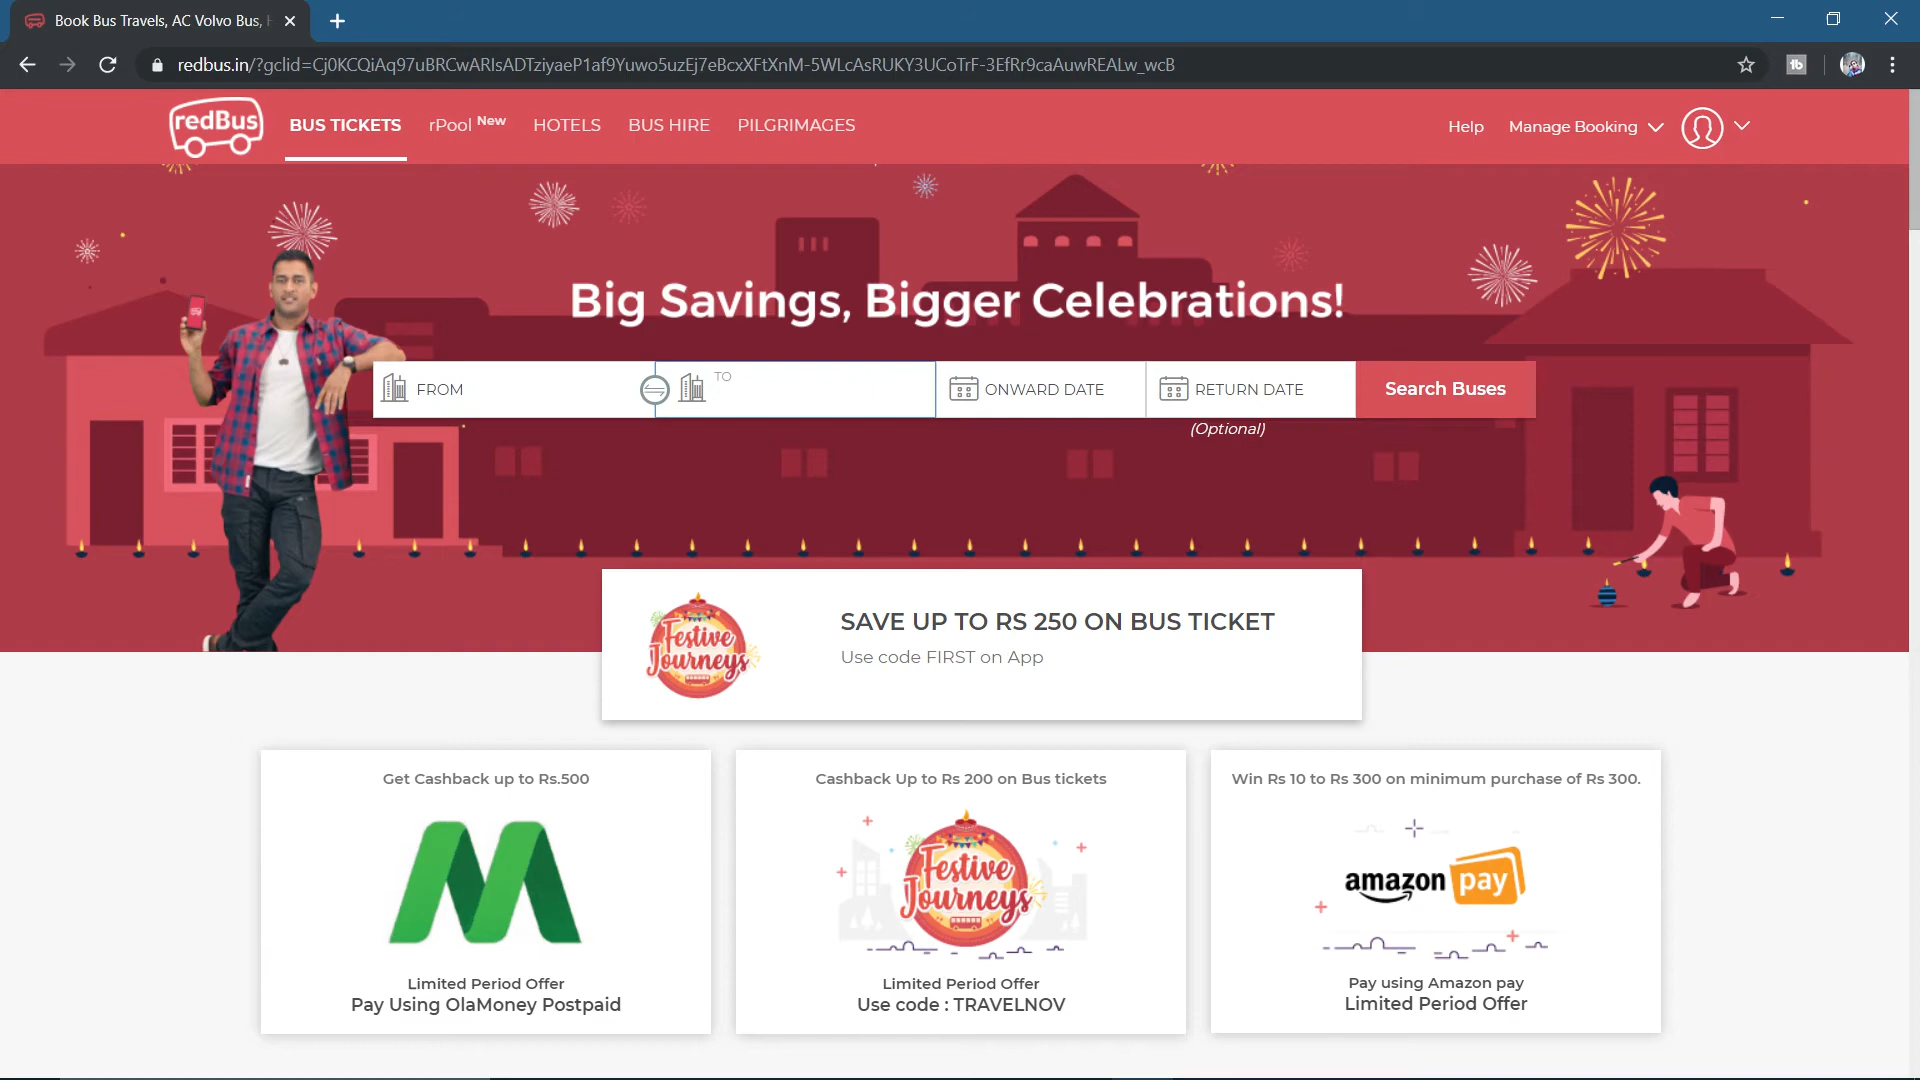 Book Bus Travels, AC Volvo Bus,
redbus.in/?gclid=Cj0KCQiAq97uBRCwARIsADTziyaeP1af9Yuwo5uzEj7eBcxXFtXnM-5WLcAsRUKY3UCoTrF-3EfRr9caAuwREALw_wcB
redBus
BUS TICKETS
rPool New
HOTELS
BUS HIRE
PILGRIMAGES
Help
Manage Booking
Big Savings, Bigger Celebrations!
FROM
TO
ONWARD DATE
RETURN DATE
Search Buses
(Optional)
Festive
Journeys
SAVE UP TO RS 250 ON BUS TICKET
Use code FIRST on App
Get Cashback up to Rs.500
Limited Period Offer
Pay Using OlaMoney Postpaid
Cashback Up to Rs 200 on Bus tickets
Festive
Journeys
Limited Period Offer
Use code : TRAVELNOV
Win Rs 10 to Rs 300 on minimum purchase of Rs 300.
amazon pay
Pay using Amazon pay
Limited Period Offer